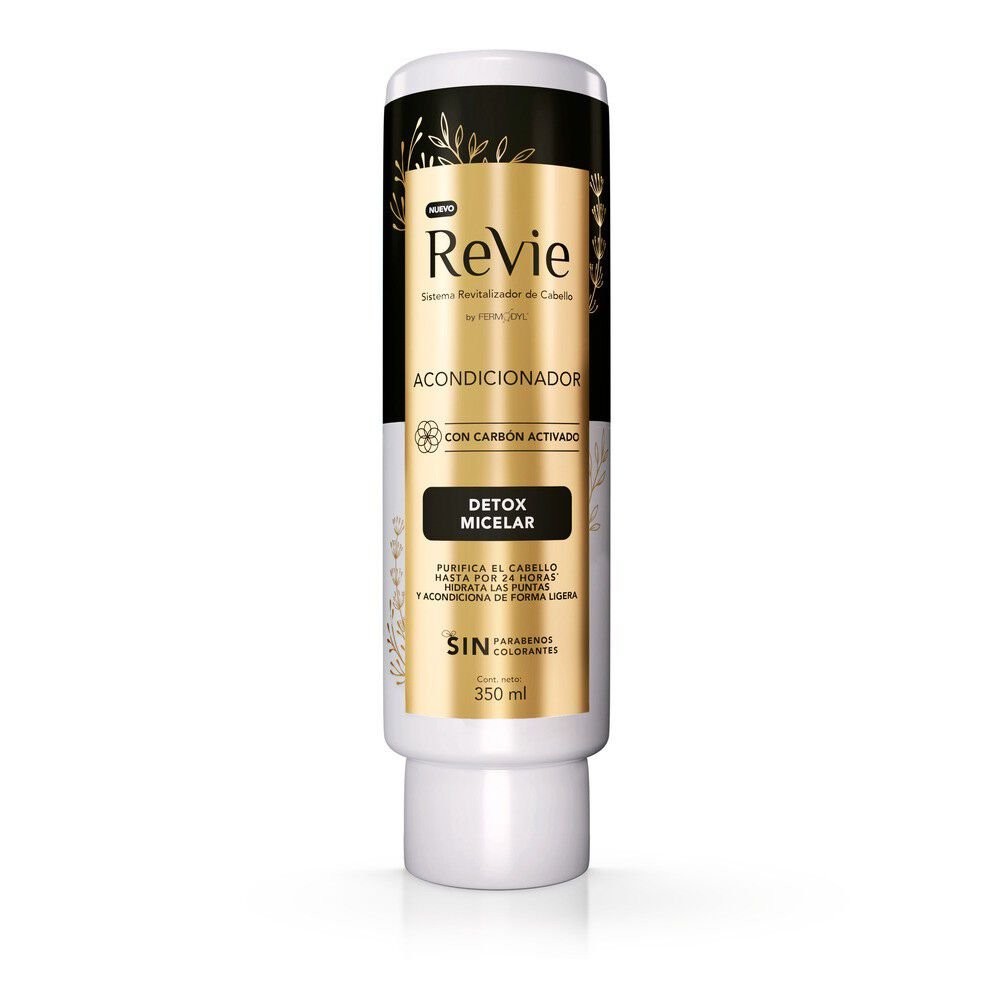 NUEVO
ReVie
Sistema Revitalizador de Cabello
by FERMODYL
ACONDICIONADOR
CON CARBÓN ACTIVADO
DETOX
MICELAR
PURIFICA EL CABELLO
HASTA POR 24 HORAS*
HIDRATA LAS PUNTAS
Y ACONDICIONA DE FORMA LIGERA
SIN PARABENOS
COLORANTES
Cont. neto:
350 ml